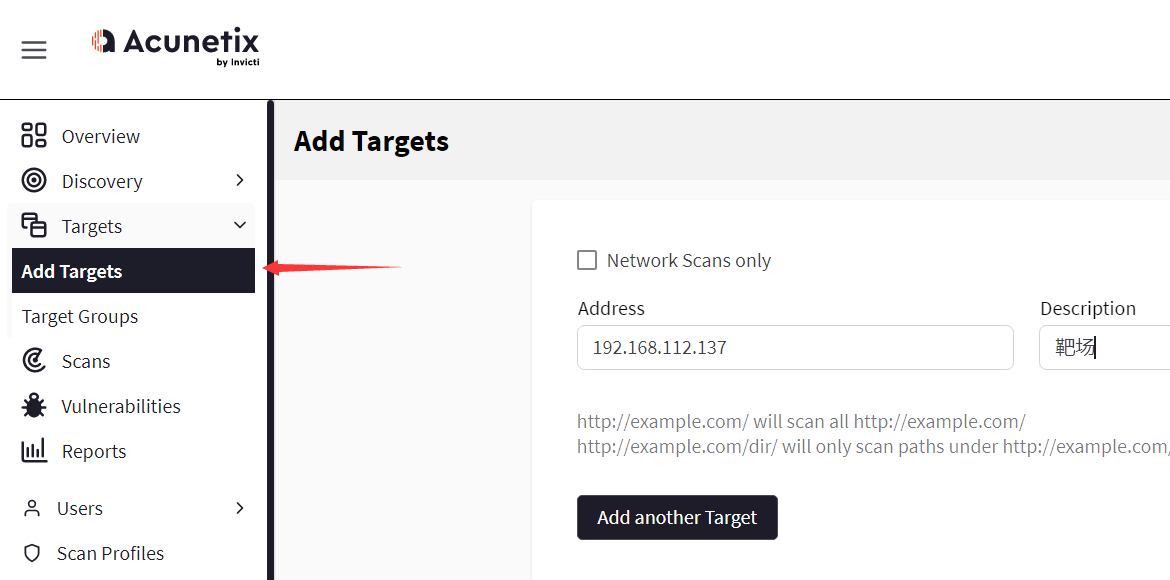 Acunetix
by Invicti
Overview
Discovery
Targets
Add Targets
Target Groups
Scans
Vulnerabilities
Reports
Users
Scan Profiles
Add Targets
Network Scans only
Address
192.168.112.137
Description
靶场
http://example.com/ will scan all http://example.com/
http://example.com/dir/ will only scan paths under http://example.com/
Add another Target